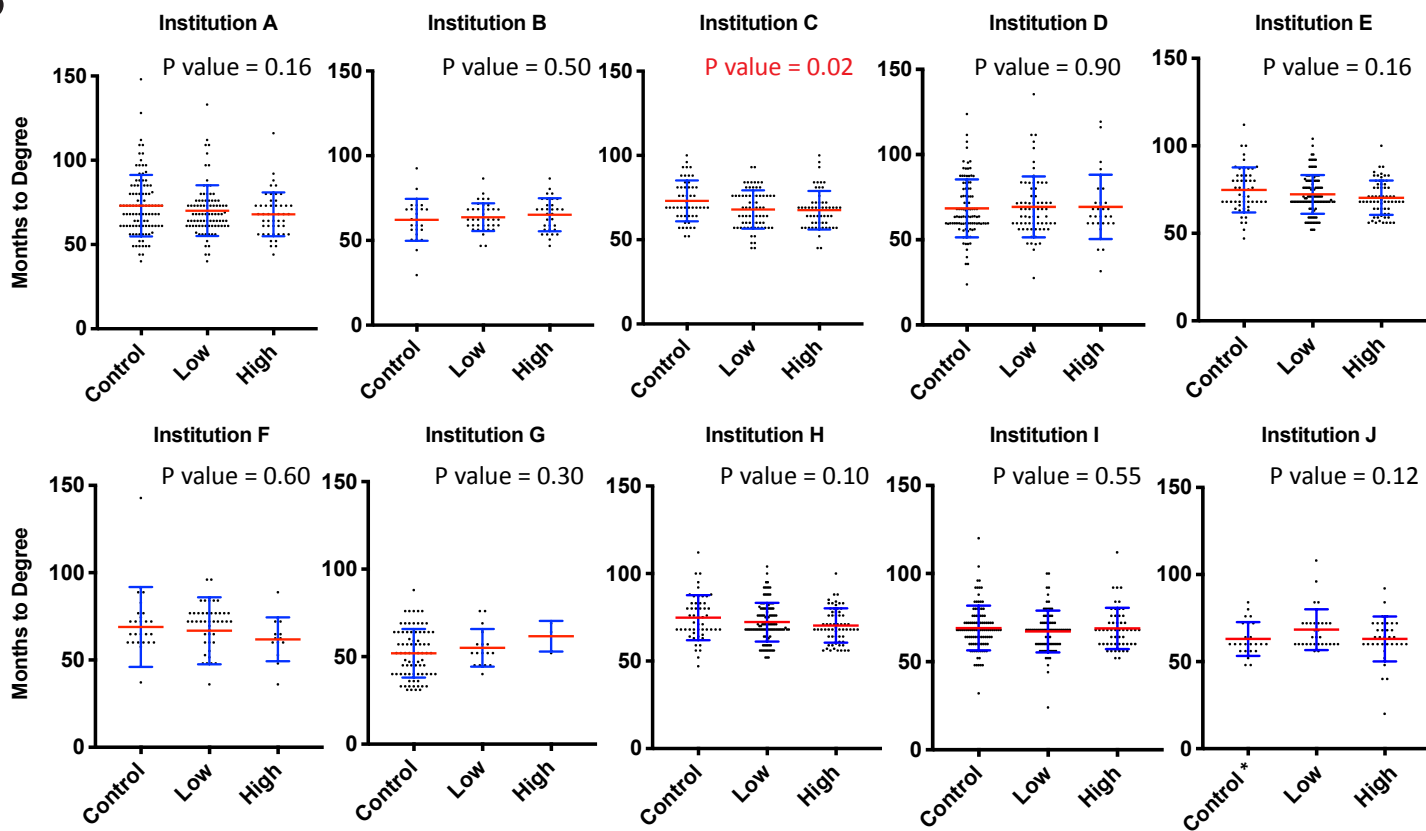 Institution A
P value = 0.16
Months to Degree
150
100
50
0
Control
Low
High
Institution B
P value = 0.50
150
100
50
0
Control
Low
High
Institution C
P value = 0.02
150
100
50
0
Control
Low
High
Institution D
P value = 0.90
150
100
50
0
Control
Low
High
Institution E
P value = 0.16
150
100
50
0
Control
Low
High
Institution F
P value = 0.60
Months to Degree
150
100
50
0
Control
Low
High
Institution G
P value = 0.30
150
100
50
0
Control
Low
High
Institution H
P value = 0.10
150
100
50
0
Control
Low
High
Institution I
P value = 0.55
150
100
50
0
Control
Low
High
Institution J
P value = 0.12
150
100
50
0
Control *
Low
High